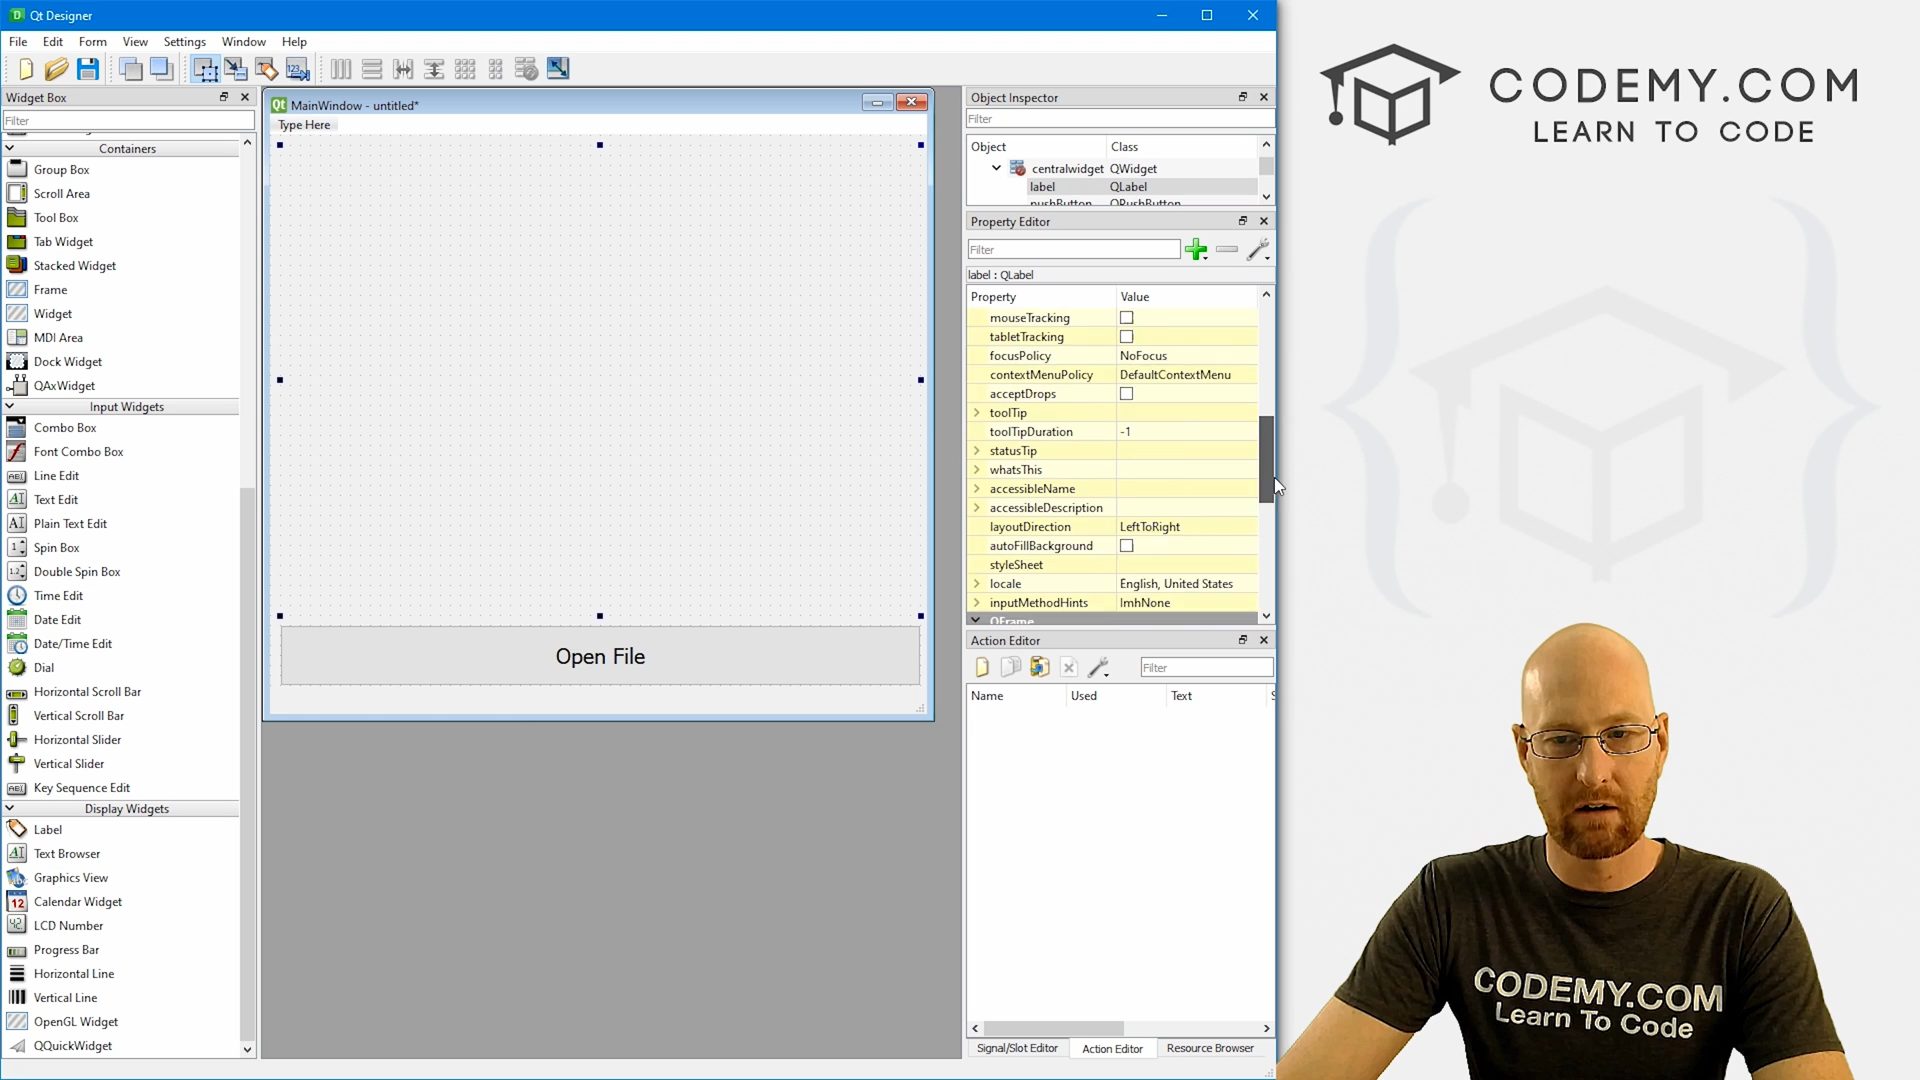 Qt Designer
File Edit Form View Settings Window Help
Widget Box
Filter
Containers
Group Box
Scroll Area
Tool Box
Tab Widget
Stacked Widget
Frame
Widget
MDI Area
Dock Widget
QAxWidget
Input Widgets
Combo Box
Font Combo Box
Line Edit
Text Edit
Plain Text Edit
Spin Box
Double Spin Box
Time Edit
Date Edit
Date/Time Edit
Dial
Horizontal Scroll Bar
Vertical Scroll Bar
Horizontal Slider
Vertical Slider
Key Sequence Edit
Display Widgets
Label
Text Browser
Graphics View
Calendar Widget
LCD Number
Progress Bar
Horizontal Line
Vertical Line
OpenGL Widget
QQuickWidget
MainWindow - untitled*
Type Here
Open File
Object Inspector
Filter
Object Class
centralwidget QWidget
label QLabel
pushButton QPushButton
Property Editor
Filter
label : QLabel
Property Value
mouseTracking
tabletTracking
focusPolicy NoFocus
contextMenuPolicy DefaultContextMenu
acceptDrops
toolTip
toolTipDuration -1
statusTip
whatsThis
accessibleName
accessibleDescription
layoutDirection LeftToRight
autoFillBackground
styleSheet
locale English, United States
inputMethodHints ImhNone
QFrame
Action Editor
Filter
Name Used Text S
Signal/Slot Editor Action Editor Resource Browser
CODEMY.COM
LEARN TO CODE
CODEMY.COM
Learn To Code